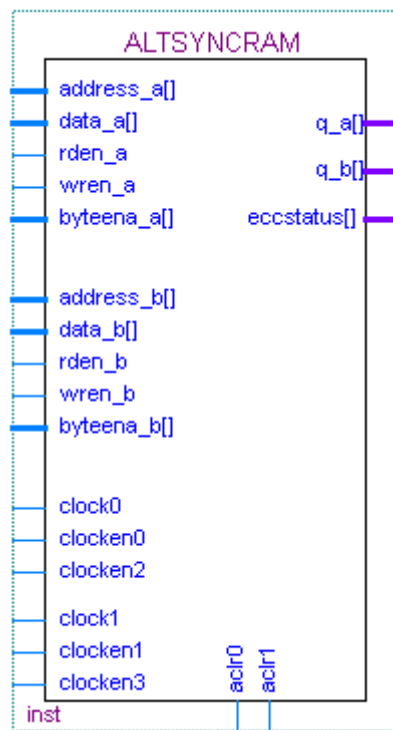 ALTSYNCRAM
address_a[]
data_a[]
rden_a
wren_a
byteena_a[]
q_a[]
q_b[]
eccstatus[]
address_b[]
data_b[]
rden_b
wren_b
byteena_b[]
clock0
clocken0
clocken2
clock1
clocken1
clocken3
aclr0
aclr1
inst